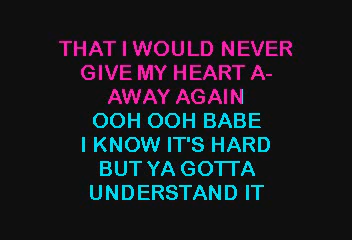 THAT I WOULD NEVER
GIVE MY HEART A-
AWAY AGAIN
OOH OOH BABE
I KNOW IT'S HARD
BUT YA GOTTA
UNDERSTAND IT